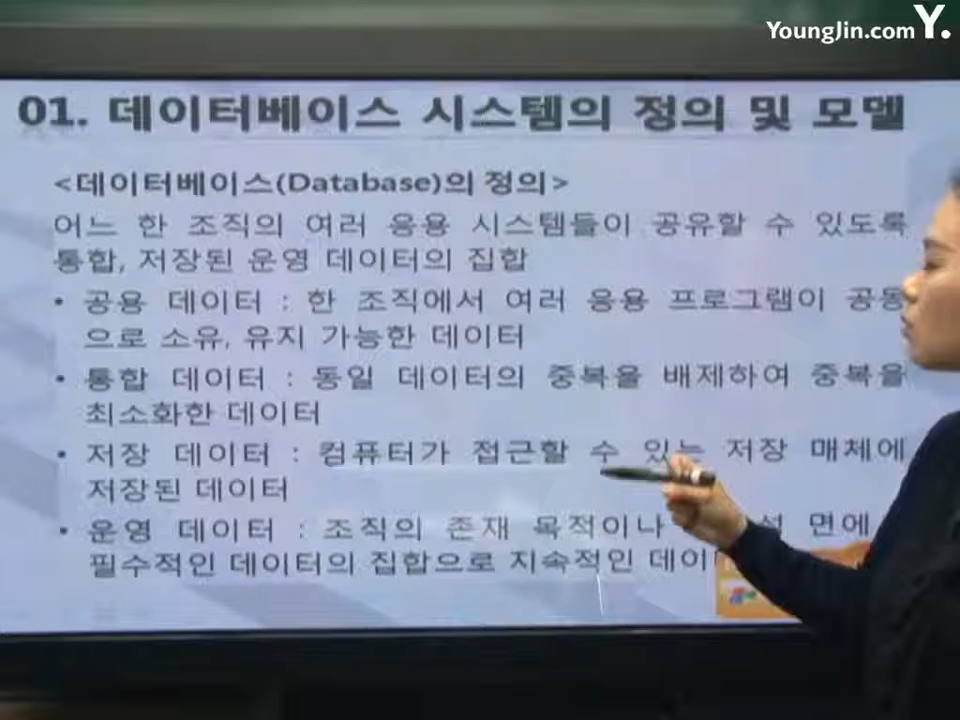 YoungJin.com Y.
01. 데이터베이스 시스템의 정의 및 모델
<데이터베이스(Database)의 정의>
어느 한 조직의 여러 응용 시스템들이 공유할 수 있도록
통합, 저장된 운영 데이터의 집합
• 공용 데이터 : 한 조직에서 여러 응용 프로그램이 공동
으로 소유, 유지 가능한 데이터
• 통합 데이터 : 동일 데이터의 중복을 배제하여 중복을
최소화한 데이터
• 저장 데이터 : 컴퓨터가 접근할 수 있는 저장 매체에
저장된 데이터
• 운영 데이터 : 조직의 존재 목적이나 면에
필수적인 데이터의 집합으로 지속적인